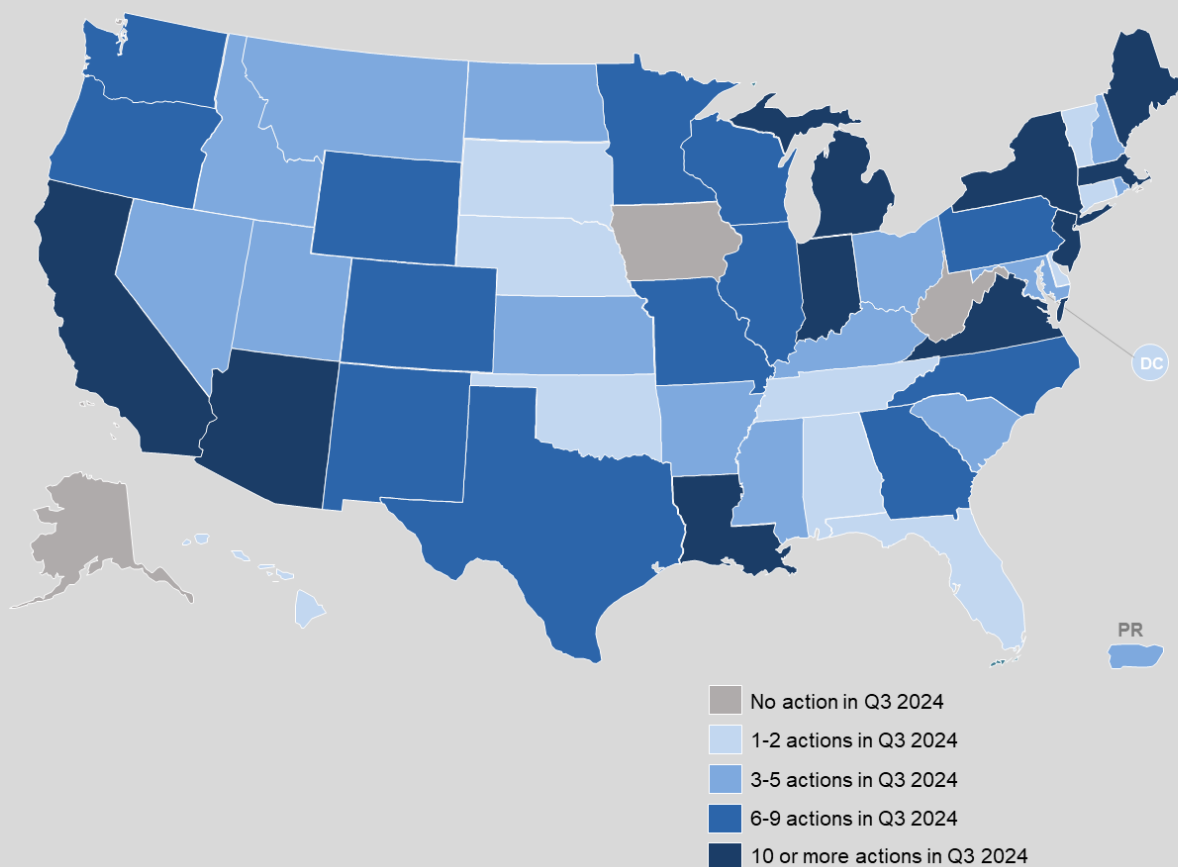 DC
PR
No action in Q3 2024
1-2 actions in Q3 2024
3-5 actions in Q3 2024
6-9 actions in Q3 2024
10 or more actions in Q3 2024